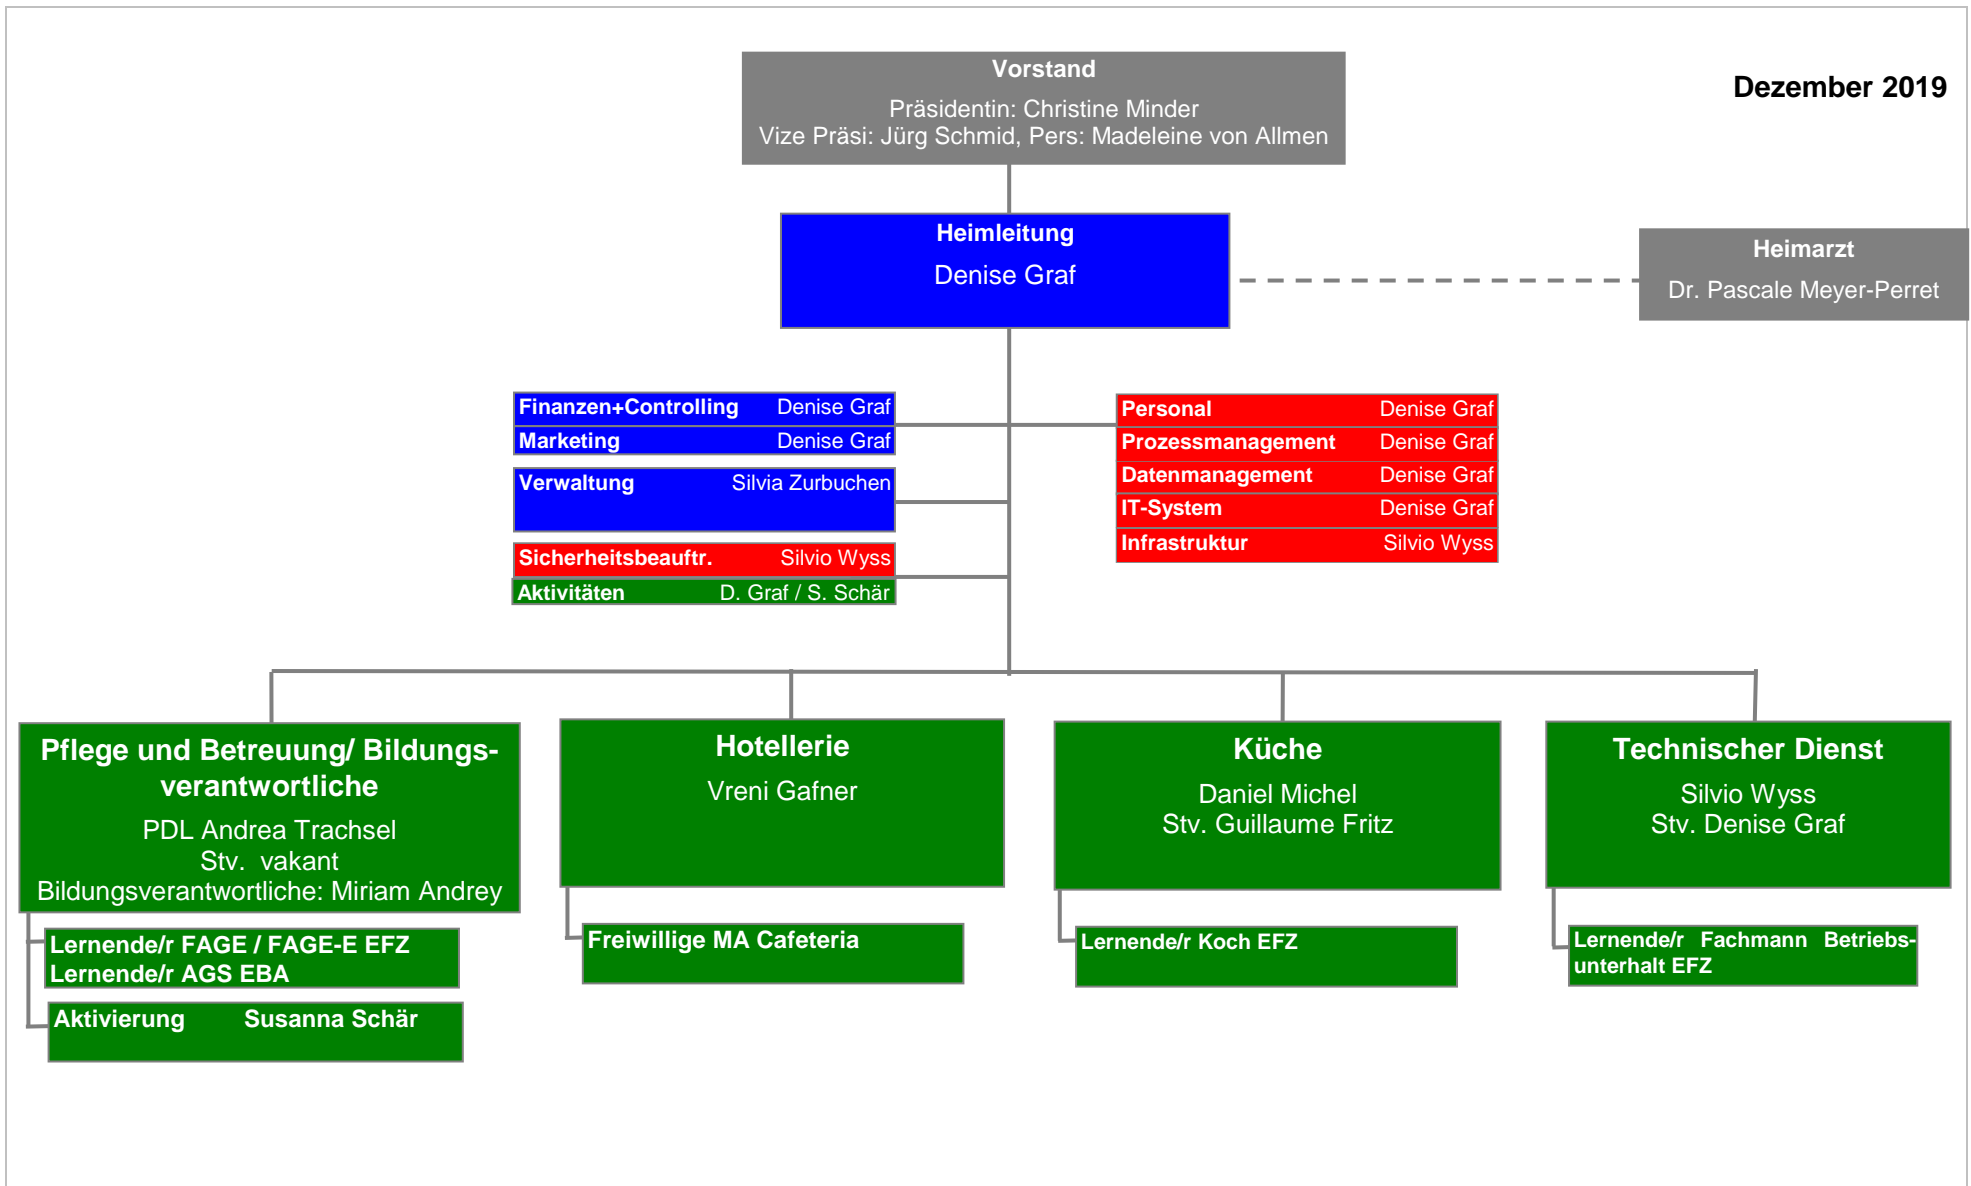 Vorstand
Präsidentin: Christine Minder
Vize Präsi: Jürg Schmid, Pers: Madeleine von Allmen
Dezember 2019
Heimleitung
Denise Graf
Heimarzt
Dr. Pascale Meyer-Perret
Finanzen+Controlling Denise Graf
Marketing Denise Graf
Verwaltung Silvia Zurbuchen
Sicherheitsbeauftr. Silvio Wyss
Aktivitäten D. Graf / S. Schär
Personal Denise Graf
Prozessmanagement Denise Graf
Datenmanagement Denise Graf
IT-System Denise Graf
Infrastruktur Silvio Wyss
Pflege und Betreuung/ Bildungs-
verantwortliche
PDL Andrea Trachsel
Stv. vakant
Bildungsverantwortliche: Miriam Andrey
Lernende/r FAGE / FAGE-E EFZ
Lernende/r AGS EBA
Aktivierung Susanna Schär
Hotellerie
Vreni Gafner
Freiwillige MA Cafeteria
Küche
Daniel Michel
Stv. Guillaume Fritz
Lernende/r Koch EFZ
Technischer Dienst
Silvio Wyss
Stv. Denise Graf
Lernende/r Fachmann Betriebs-
unterhalt EFZ